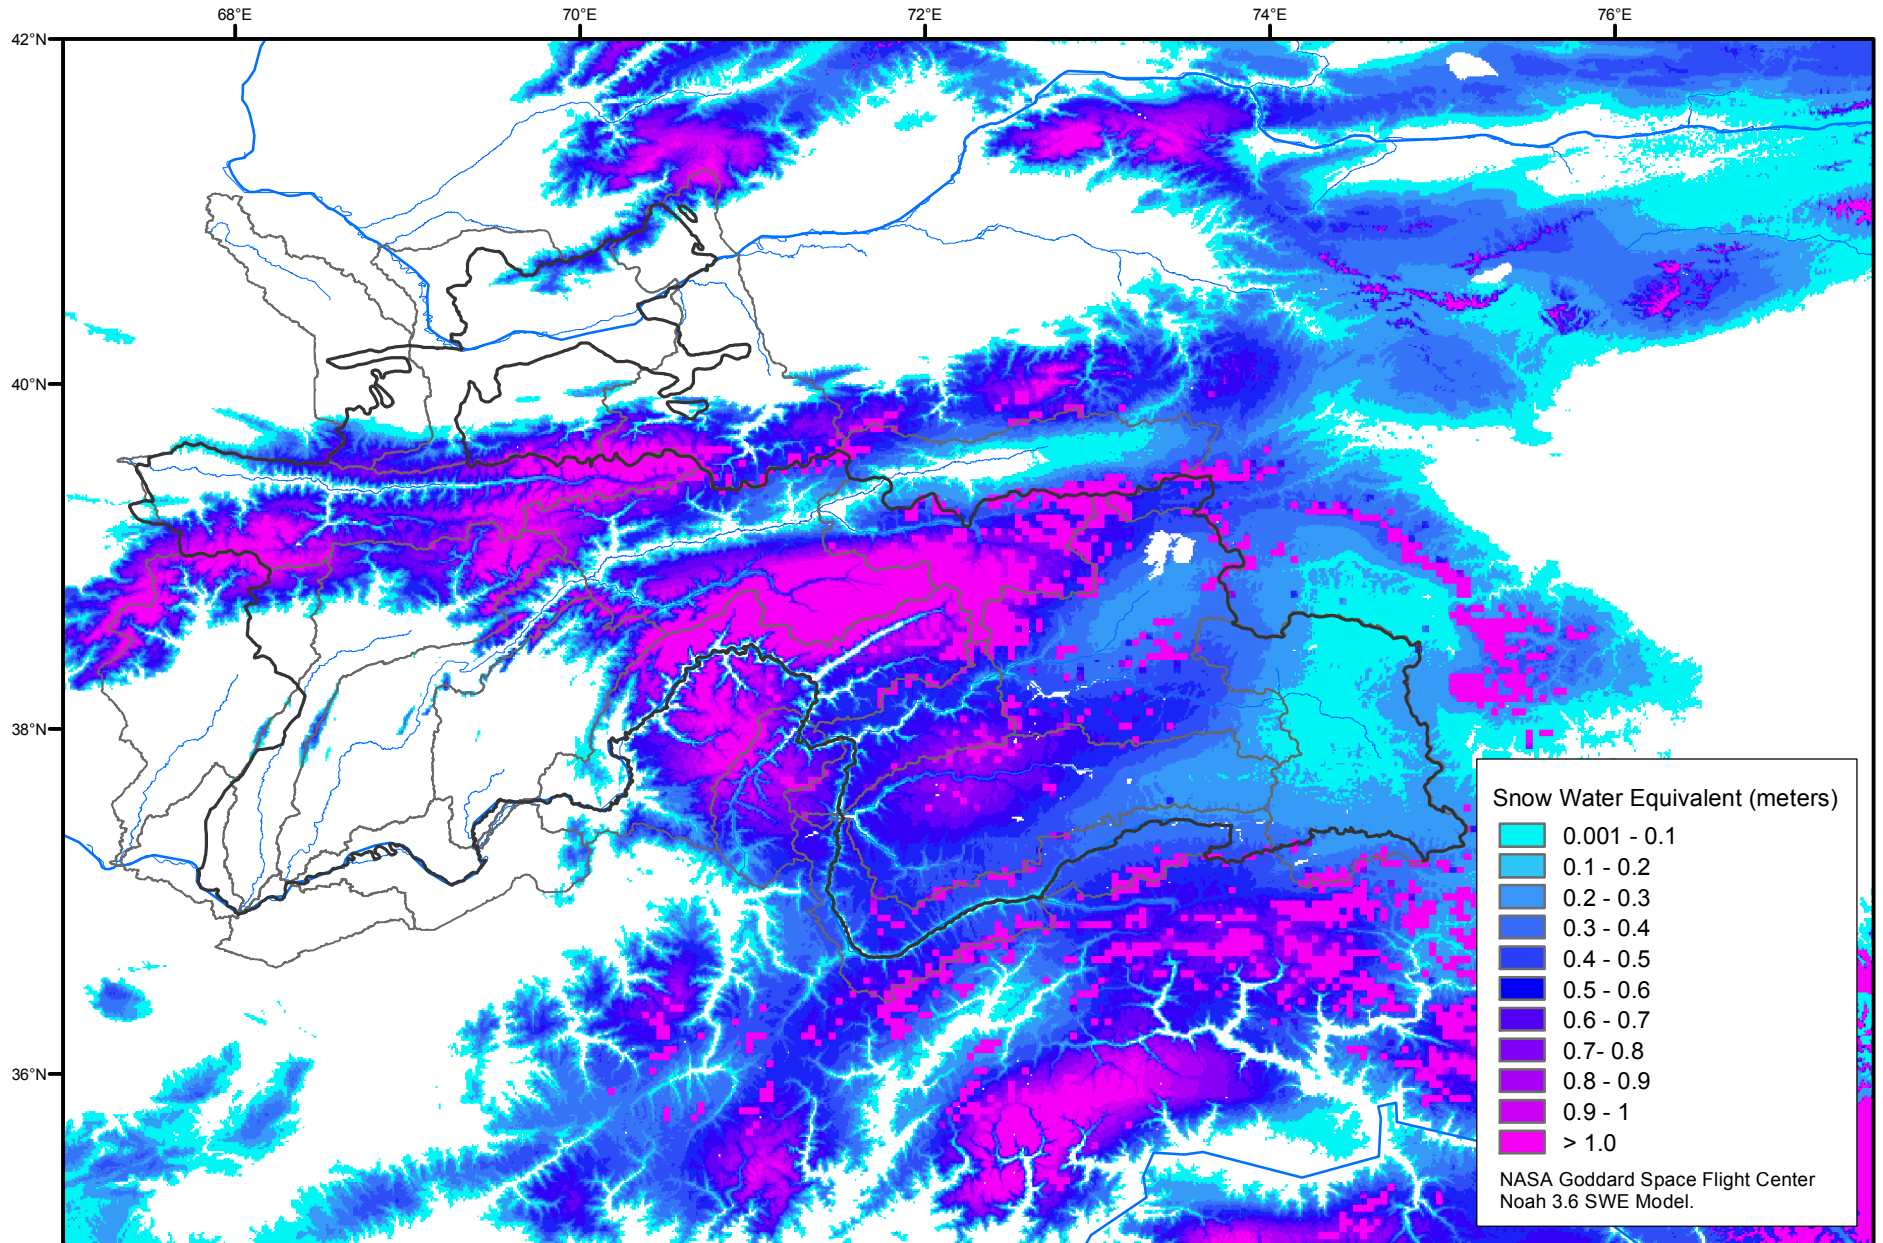 68°E 70°E 72°E 74°E 76°E
42°N
40°N
38°N
36°N
Snow Water Equivalent (meters)
0.001 - 0.1
0.1 - 0.2
0.2 - 0.3
0.3 - 0.4
0.4 - 0.5
0.5 - 0.6
0.6 - 0.7
0.7- 0.8
0.8 - 0.9
0.9 - 1
> 1.0
NASA Goddard Space Flight Center
Noah 3.6 SWE Model.